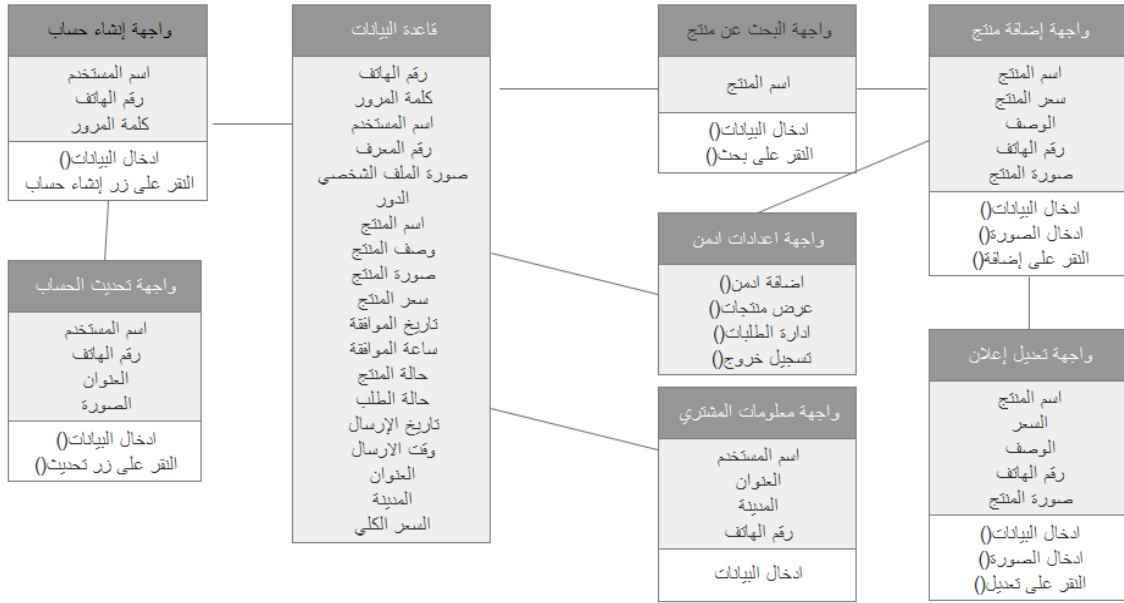 واجهة إنشاء حساب
اسم المستخدم
رقم الهاتف
كلمة المرور
ادخال البيانات()
النقر على زر إنشاء حساب
واجهة تحديث الحساب
اسم المستخدم
رقم الهاتف
العنوان
الصورة
ادخال البيانات()
النقر على زر تحديث()
قاعدة البيانات
رقم الهاتف
كلمة المرور
اسم المستخدم
رقم المعرف
صورة الملف الشخصي
الدور
اسم المنتج
وصف المنتج
صورة المنتج
سعر المنتج
تاريخ الموافقة
ساعة الموافقة
حالة المنتج
حالة الطلب
تاريخ الإرسال
وقت الارسال
العنوان
المدينة
السعر الكلي
واجهة البحث عن منتج
اسم المنتج
ادخال البيانات()
النقر على بحث()
واجهة اعدادات ادمن
اضافة ادمن()
عرض منتجات()
ادارة الطلبات()
تسجيل خروج()
واجهة معلومات المشتري
اسم المستخدم
العنوان
المدينة
رقم الهاتف
ادخال البيانات
واجهة إضافة منتج
اسم المنتج
سعر المنتج
الوصف
رقم الهاتف
صورة المنتج
ادخال البيانات()
ادخال الصورة()
النقر على إضافة()
واجهة تعديل إعلان
اسم المنتج
السعر
الوصف
رقم الهاتف
صورة المنتج
ادخال البيانات()
ادخال الصورة()
النقر على تعديل()